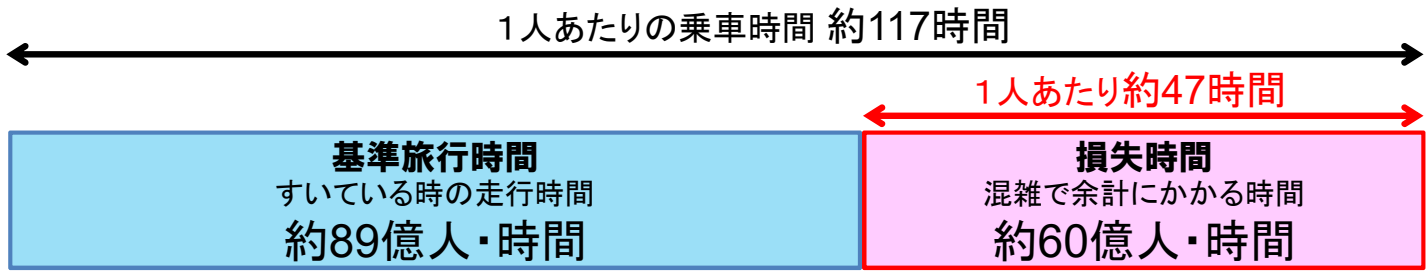 １人あたりの乗車時間 約117時間
１人あたり約47時間
基準旅行時間
すいている時の走行時間
約89億人・時間
損失時間
混雑で余計にかかる時間
約60億人・時間